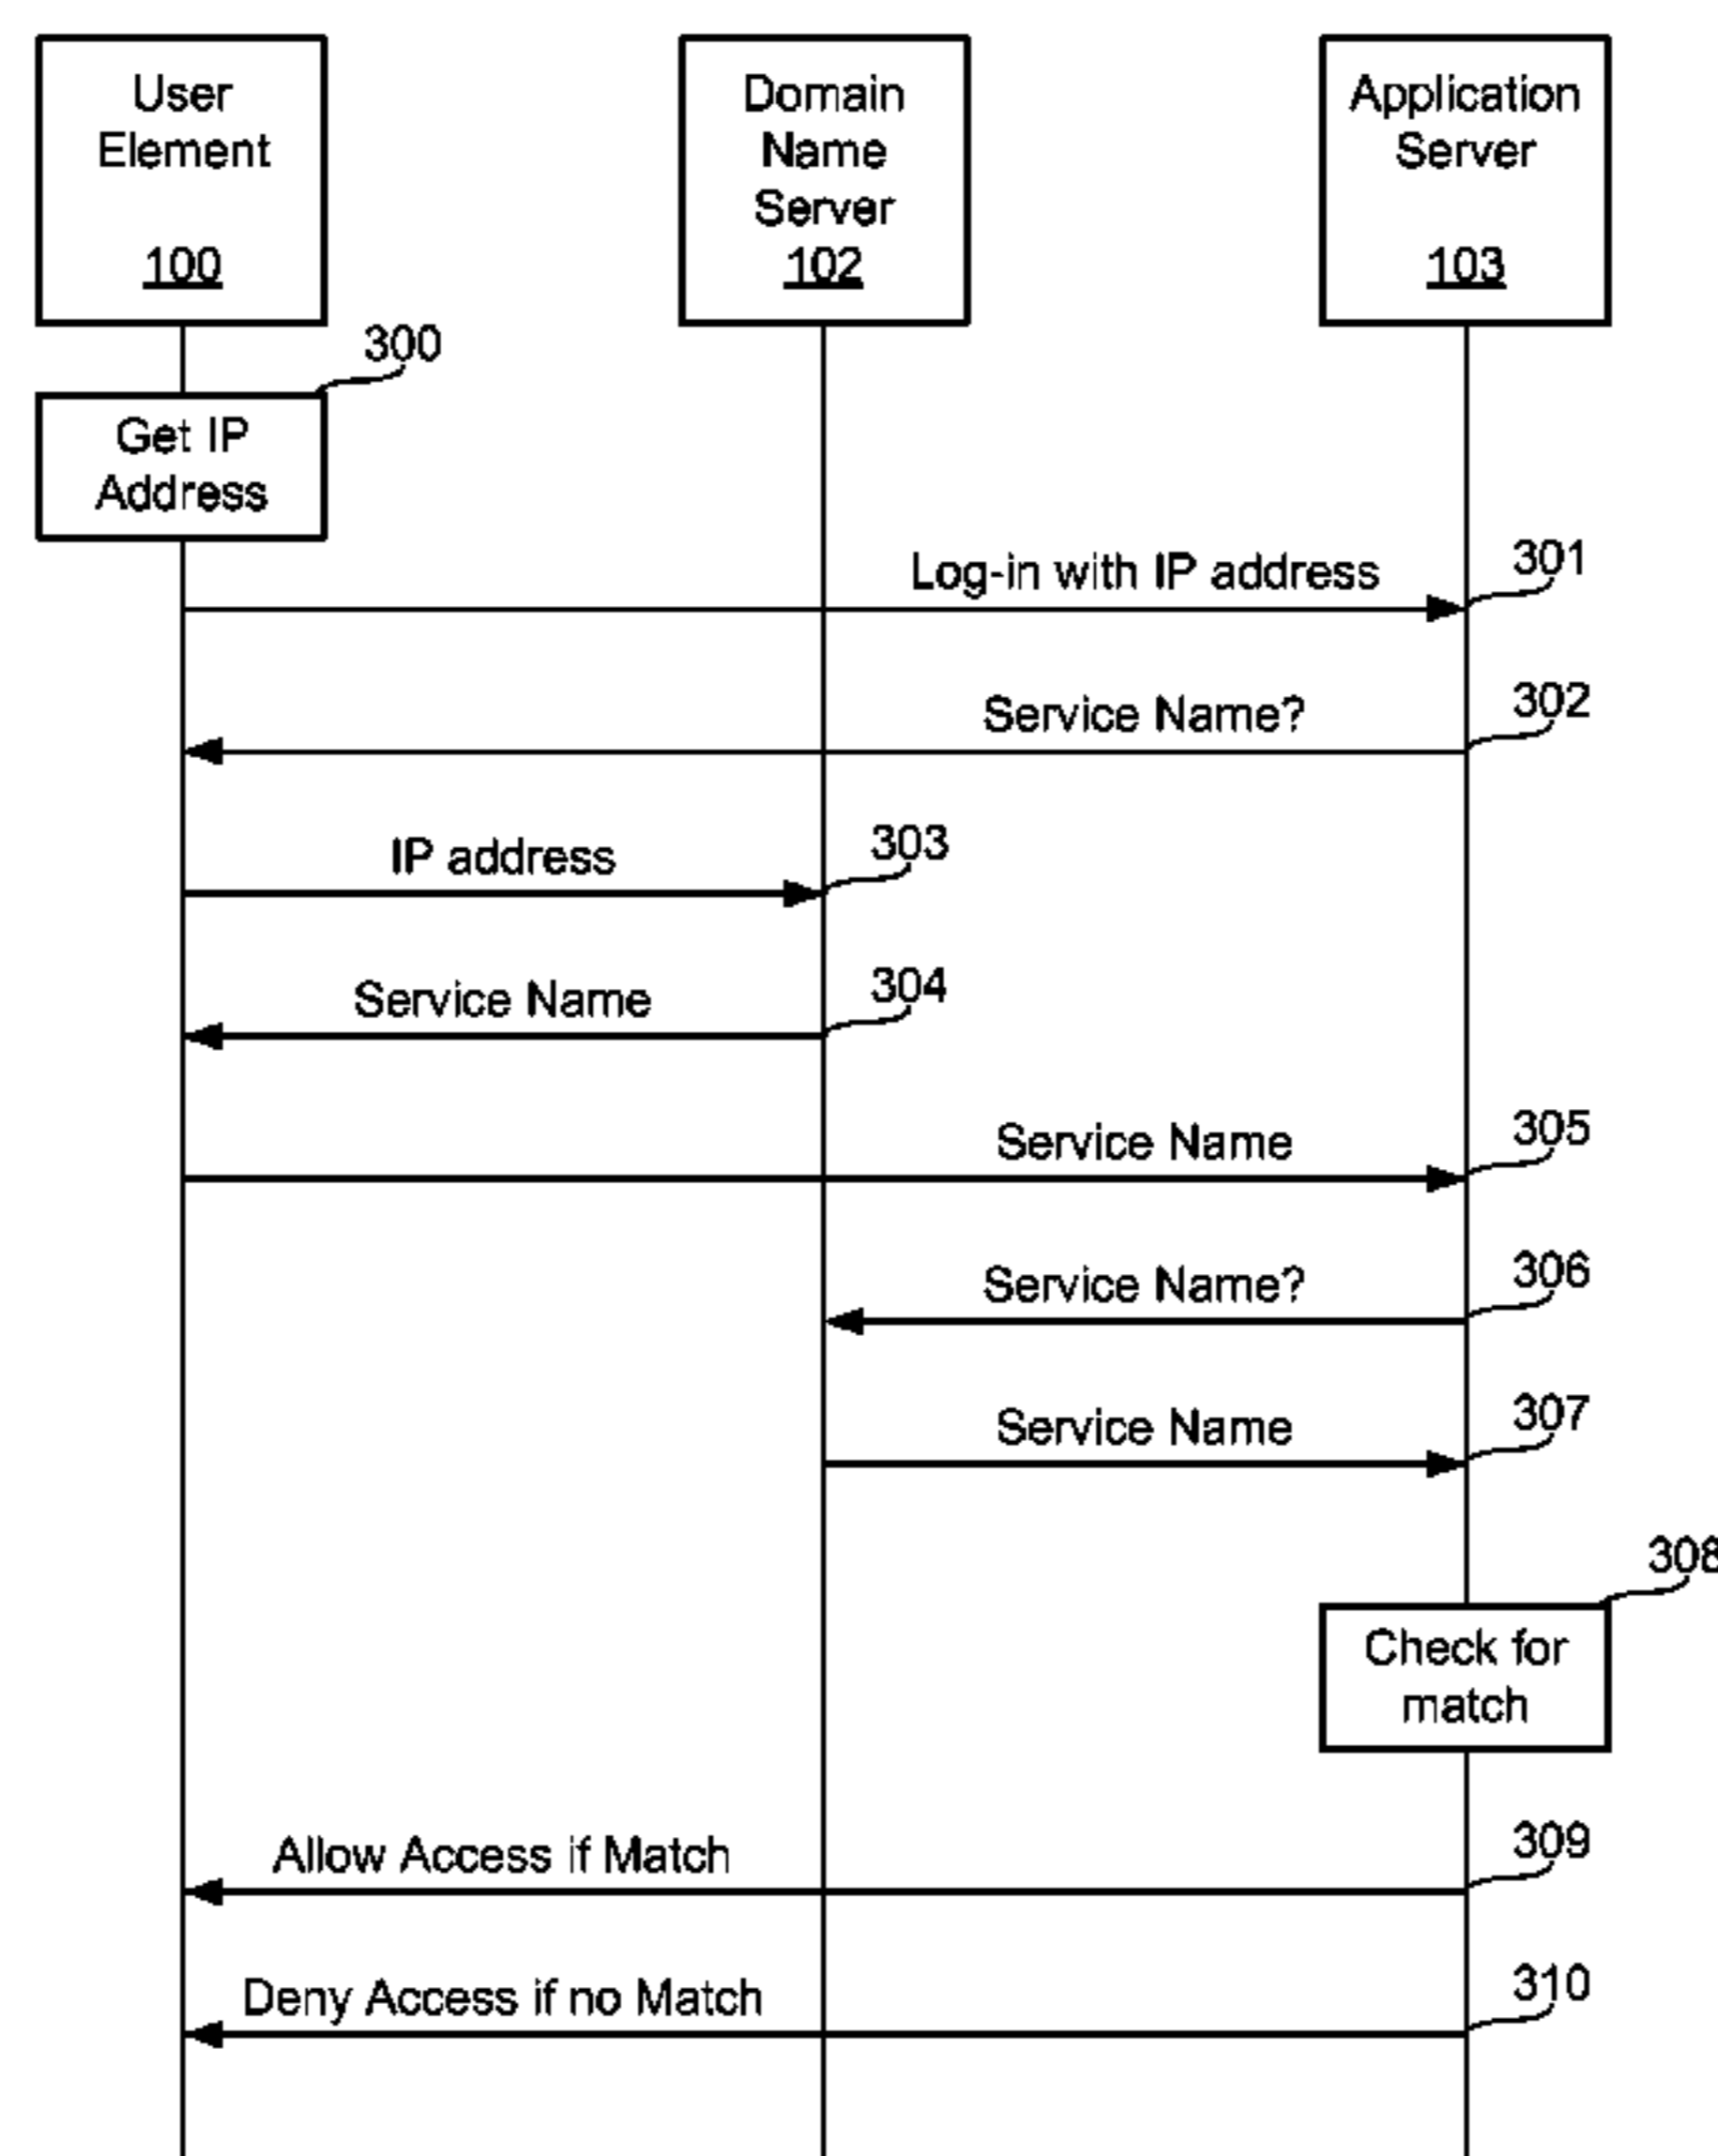 User
Element
100
Domain
Name
Server
102
Application
Server
103
300
Get IP
Address
Log-in with IP address
301
Service Name?
302
IP address
303
Service Name
304
Service Name
305
Service Name?
306
Service Name
307
308
Check for
match
Allow Access if Match
309
Deny Access if no Match
310